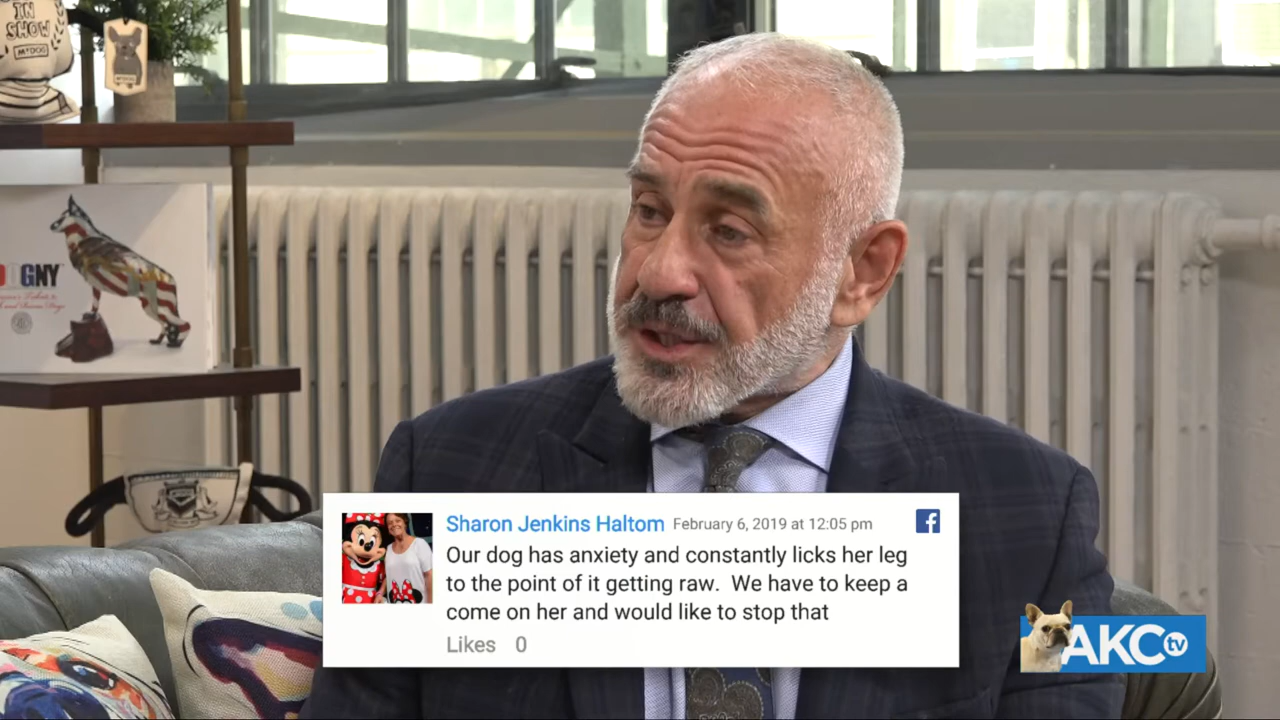 IN
SHOW
MYDOG
GNY
Sharon Jenkins Haltom February 6, 2019 at 12:05 pm
Our dog has anxiety and constantly licks her leg
to the point of it getting raw. We have to keep a
come on her and would like to stop that
Likes 0
AKCtv